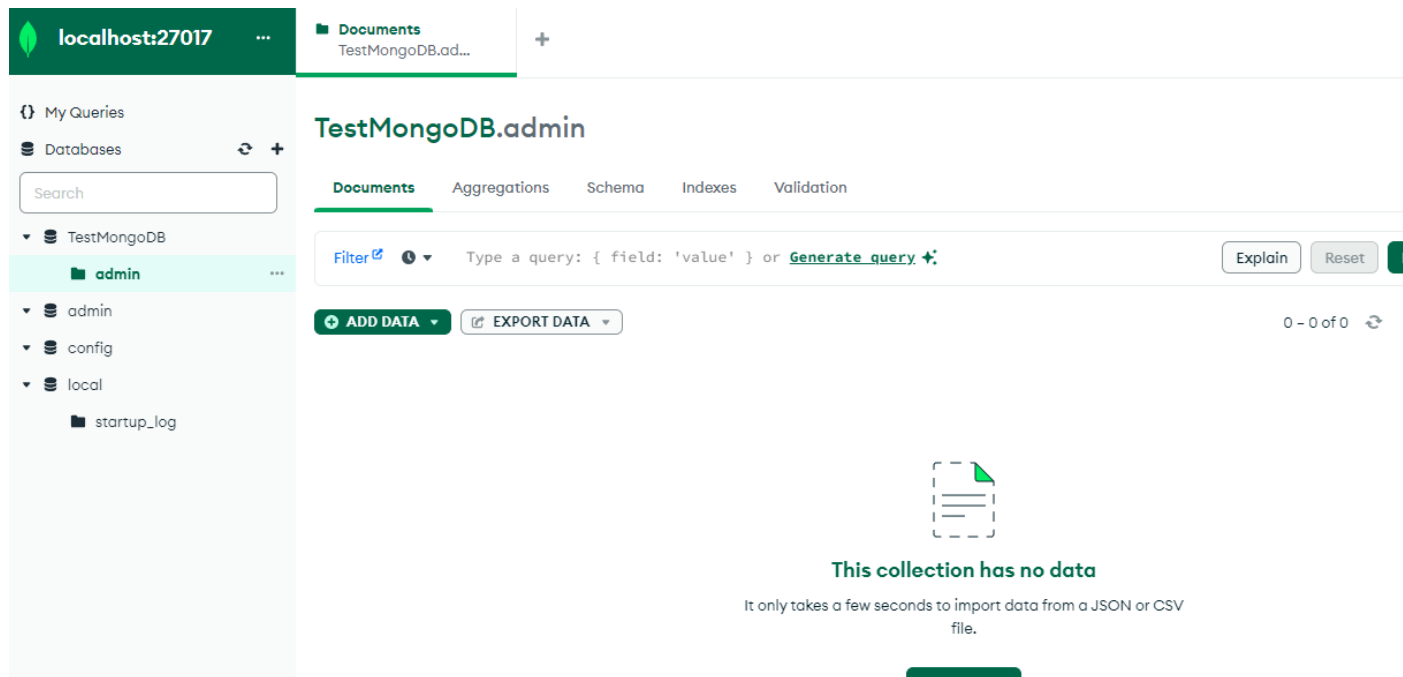 localhost:27017
Documents
TestMongoDB.ad...
{} My Queries
Databases
Search
TestMongoDB
admin
admin
config
local
startup_log
TestMongoDB.admin
Documents Aggregations Schema Indexes Validation
Filter Type a query: { field: 'value' } or Generate query Explain Reset
ADD DATA EXPORT DATA 0 – 0 of 0
This collection has no data
It only takes a few seconds to import data from a JSON or CSV
file.